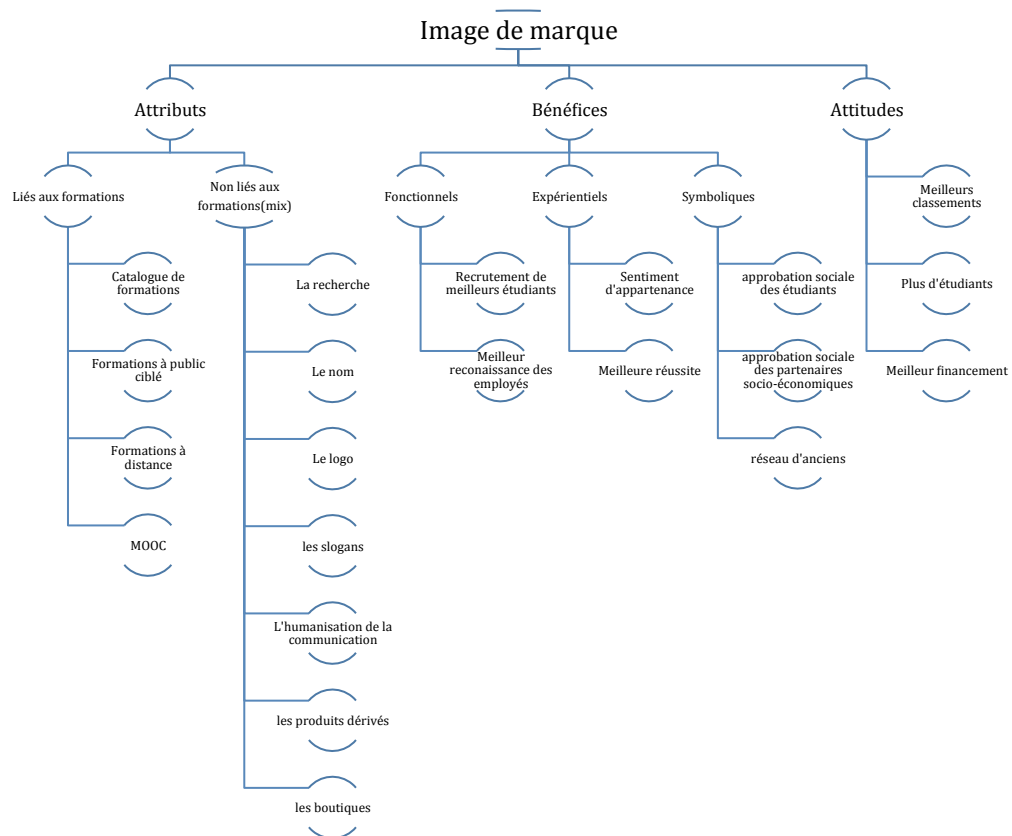 Image de marque
Attributs
Bénéfices
Attitudes
Liés aux formations
Non liés aux
formations(mix)
Fonctionnels
Expérientiels
Symboliques
Meilleurs
classements
Catalogue de
formations
La recherche
Recrutement de
meilleurs étudiants
Sentiment
d'appartenance
approbation sociale
des étudiants
Plus d'étudiants
Formations à public
ciblé
Le nom
Meilleur
reconaissance des
employés
Meilleure réussite
approbation sociale
des partenaires
socio-économiques
Meilleur financement
Formations à
distance
Le logo
réseau d'anciens
MOOC
les slogans
L'humanisation de la
communication
les produits dérivés
les boutiques